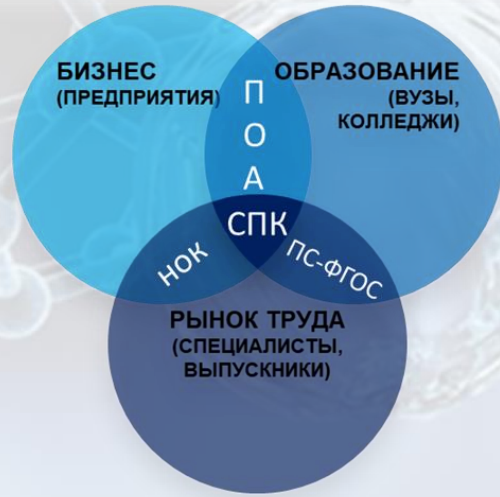 БИЗНЕС
(ПРЕДПРИЯТИЯ)
ОБРАЗОВАНИЕ
(ВУЗЫ,
КОЛЛЕДЖИ)
П
О
А
СПК
НОК
ПС-ФГОС
РЫНОК ТРУДА
(СПЕЦИАЛИСТЫ,
ВЫПУСКНИКИ)